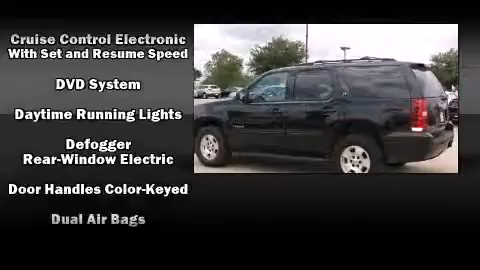 Cruise Control Electronic
With Set and Resume Speed
DVD System
Daytime Running Lights
Defogger
Rear-Window Electric
Door Handles Color-Keyed
Dual Air Bags